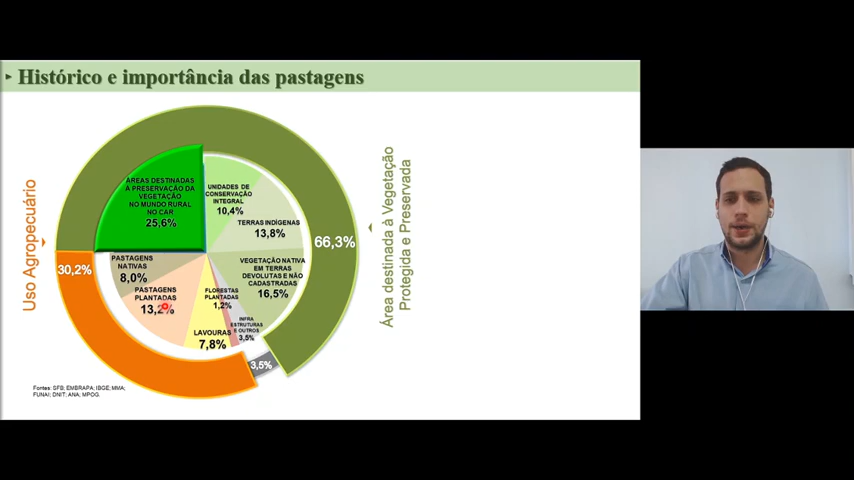 Histórico e importância das pastagens
ÁREAS DESTINADAS
À PRESERVAÇÃO DA
VEGETAÇÃO
NO MUNDO RURAL
NO CAR
25,6%
UNIDADES DE
CONSERVAÇÃO
INTEGRAL
10,4%
TERRAS INDÍGENAS
13,8%
66,3%
VEGETAÇÃO NATIVA
EM TERRAS
DEVOLUTAS E NÃO
CADASTRADAS
16,5%
PASTAGENS
NATIVAS
8,0%
30,2%
PASTAGENS
PLANTADAS
13,2%
FLORESTAS
PLANTADAS
1,2%
INFRA
ESTRUTURAS
E OUTROS
3,5%
LAVOURAS
7,8%
3,5%
Uso Agropecuário
Área destinada à Vegetação
Protegida e Preservada
Fontes: SFB; EMBRAPA; IBGE; MMA;
FUNAI; DNIT; ANA; MPOG.